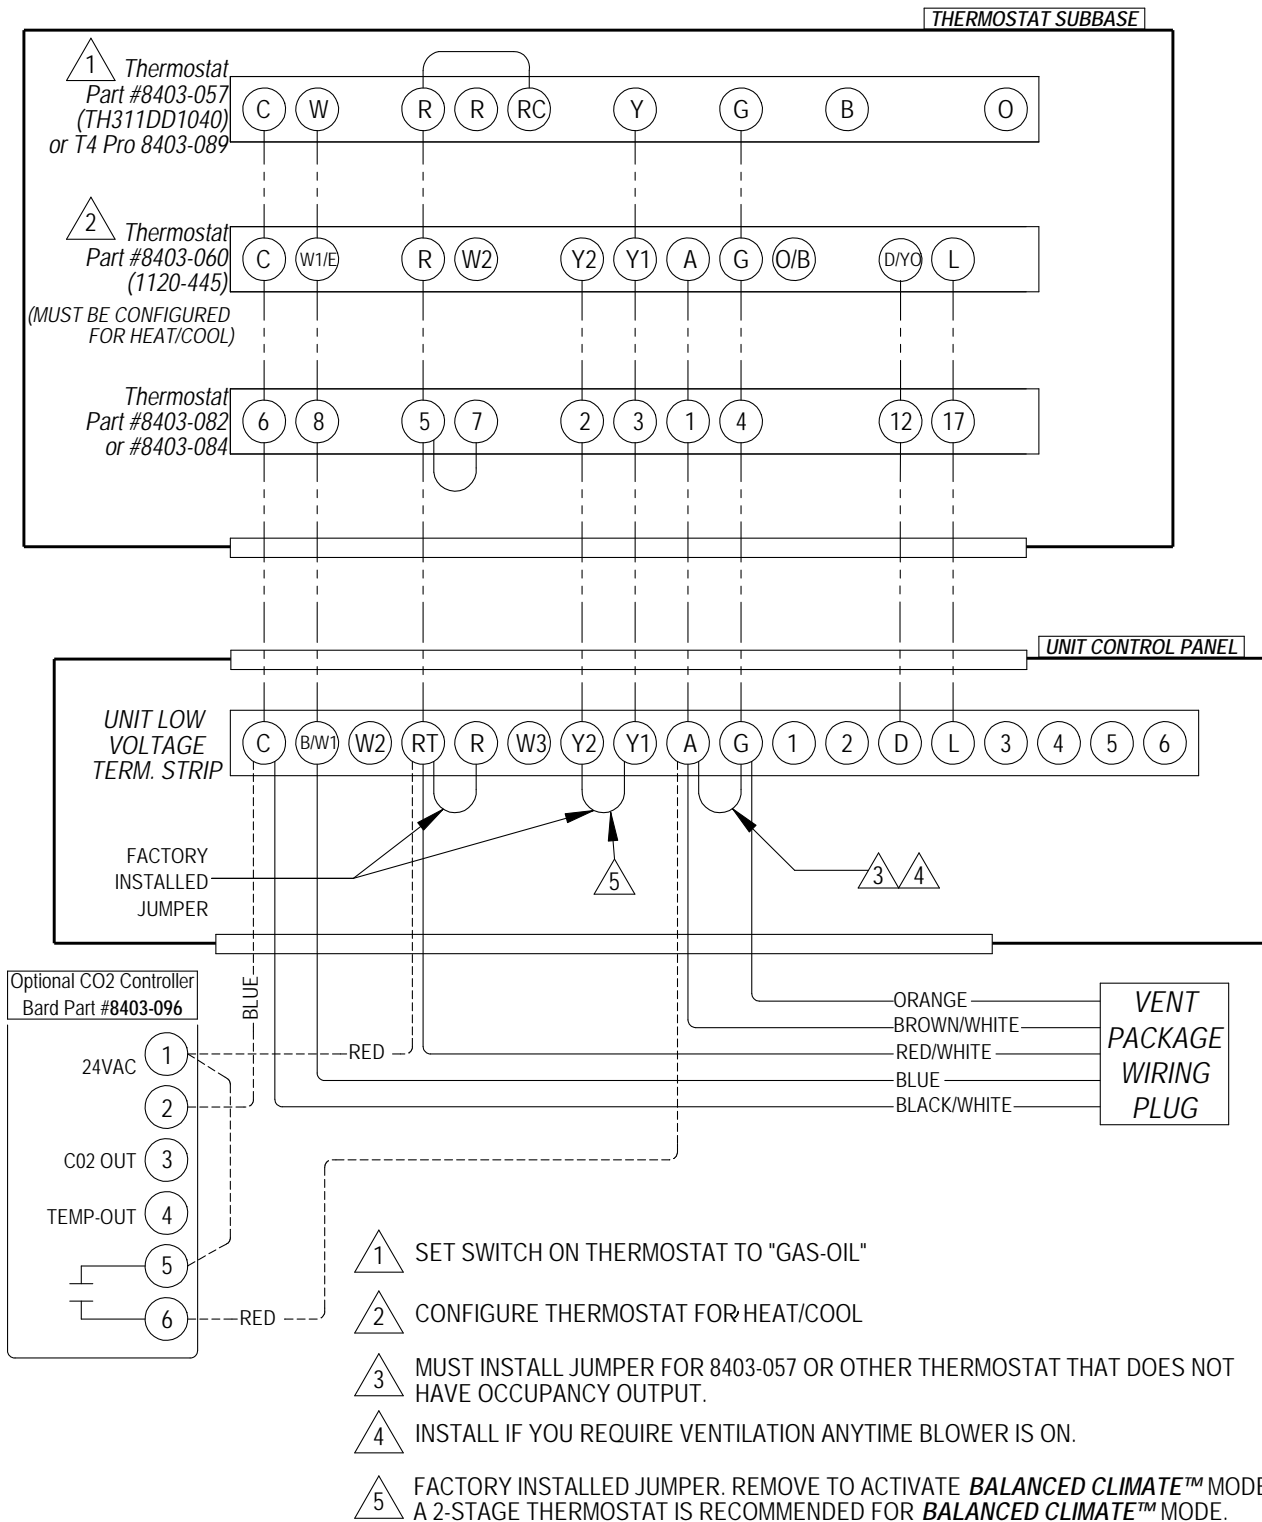 THERMOSTAT SUBBASE
1
Thermostat
Part #8403-057
(TH311DD1040)
or T4 Pro 8403-089
C W R R RC Y G B O
2
Thermostat
Part #8403-060
(1120-445)
(MUST BE CONFIGURED
FOR HEAT/COOL)
C W1/E R W2 Y2 Y1 A G O/B D/YO L
Thermostat
Part #8403-082
or #8403-084
6 8 5 7 2 3 1 4 12 17
UNIT CONTROL PANEL
UNIT LOW
VOLTAGE
TERM. STRIP
C B/W1 W2 RT R W3 Y2 Y1 A G 1 2 D L 3 4 5 6
FACTORY
INSTALLED
JUMPER
5
3 4
Optional CO2 Controller
Bard Part #8403-096
BLUE
24VAC
1
2
C02 OUT 3
TEMP-OUT 4
5
6
RED
RED
ORANGE
BROWN/WHITE
RED/WHITE
BLUE
BLACK/WHITE
VENT
PACKAGE
WIRING
PLUG
1 SET SWITCH ON THERMOSTAT TO "GAS-OIL"
2 CONFIGURE THERMOSTAT FOR HEAT/COOL
3 MUST INSTALL JUMPER FOR 8403-057 OR OTHER THERMOSTAT THAT DOES NOT
HAVE OCCUPANCY OUTPUT.
4 INSTALL IF YOU REQUIRE VENTILATION ANYTIME BLOWER IS ON.
5 FACTORY INSTALLED JUMPER. REMOVE TO ACTIVATE BALANCED CLIMATE™ MODE
A 2-STAGE THERMOSTAT IS RECOMMENDED FOR BALANCED CLIMATE™ MODE.